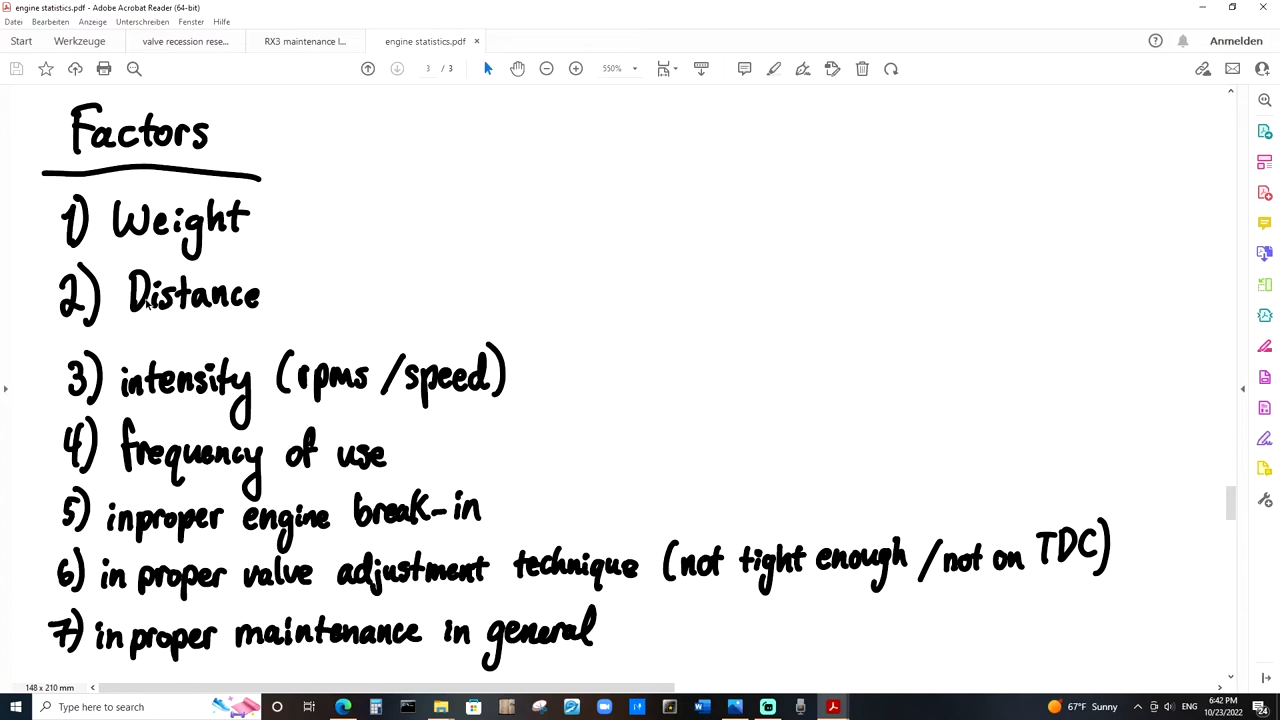 engine statistics.pdf - Adobe Acrobat Reader (64-bit)
Datei Bearbeiten Anzeige Unterschreiben Fenster Hilfe
Start Werkzeuge valve recession rese... RX3 maintenance l... engine statistics.pdf × Anmelden
3 / 3 550%
Factors
1) Weight
2) Distance
3) intensity (rpms/speed)
4) frequency of use
5) inproper engine break-in
6) in proper valve adjustment technique (not tight enough/not on TDC)
7) in proper maintenance in general
148 x 210 mm
Type here to search
67°F Sunny
6:42 PM
10/23/2022
24